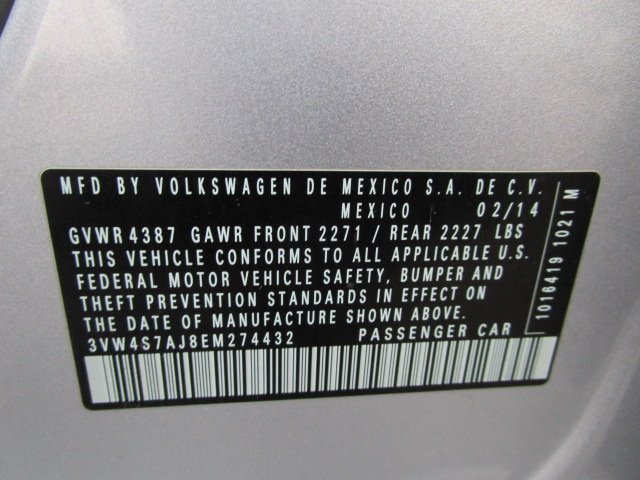 MFD BY VOLKSWAGEN DE MEXICO S.A. DE C.V.
MEXICO 02/14
GVWR 4387 GAWR FRONT 2271 / REAR 2227 LBS
THIS VEHICLE CONFORMS TO ALL APPLICABLE U.S.
FEDERAL MOTOR VEHICLE SAFETY, BUMPER AND
THEFT PREVENTION STANDARDS IN EFFECT ON
THE DATE OF MANUFACTURE SHOWN ABOVE.
3VW4S7AJ8EM274432 PASSENGER CAR
1016419 1021 M